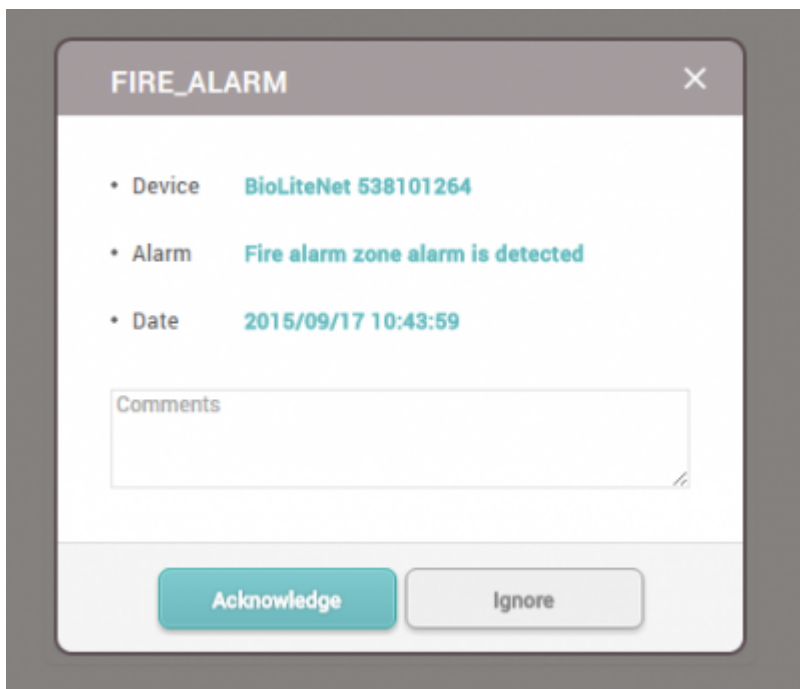 FIRE_ALARM
• Device BioLiteNet 538101264
• Alarm Fire alarm zone alarm is detected
• Date 2015/09/17 10:43:59
Comments
Acknowledge Ignore